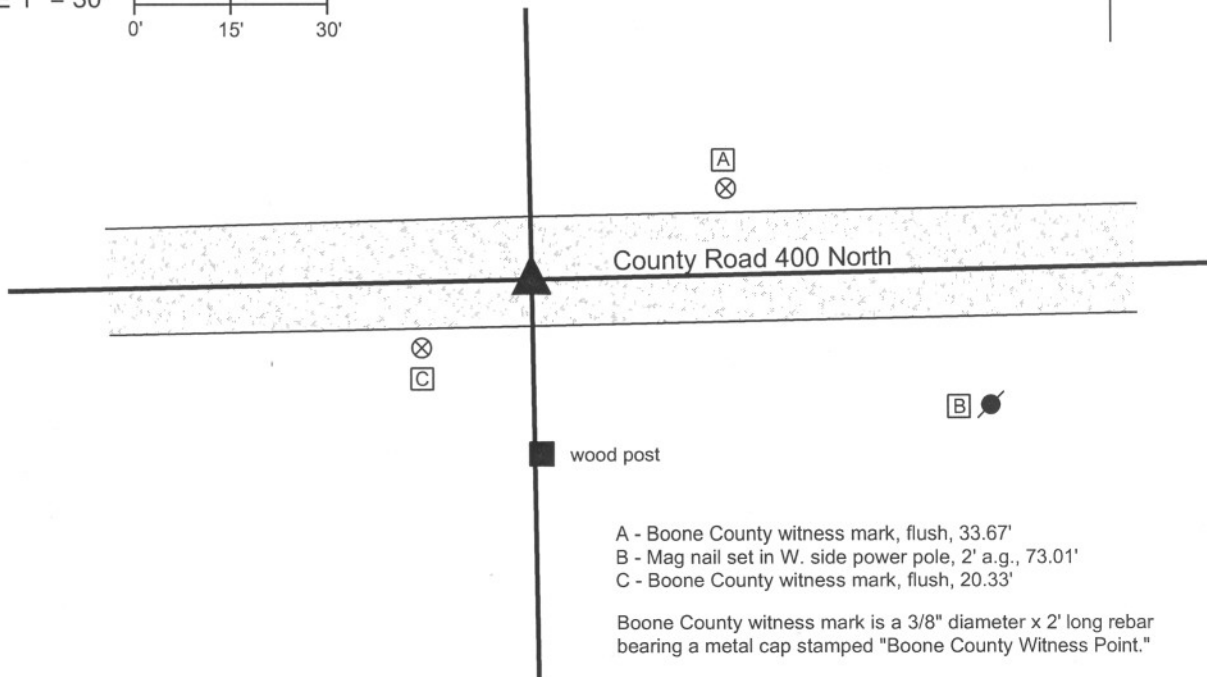 1" = 30'
0' 15' 30'
A
County Road 400 North
C
B
wood post
A - Boone County witness mark, flush, 33.67'
B - Mag nail set in W. side power pole, 2' a.g., 73.01'
C - Boone County witness mark, flush, 20.33'
Boone County witness mark is a 3/8" diameter x 2' long rebar
bearing a metal cap stamped "Boone County Witness Point."